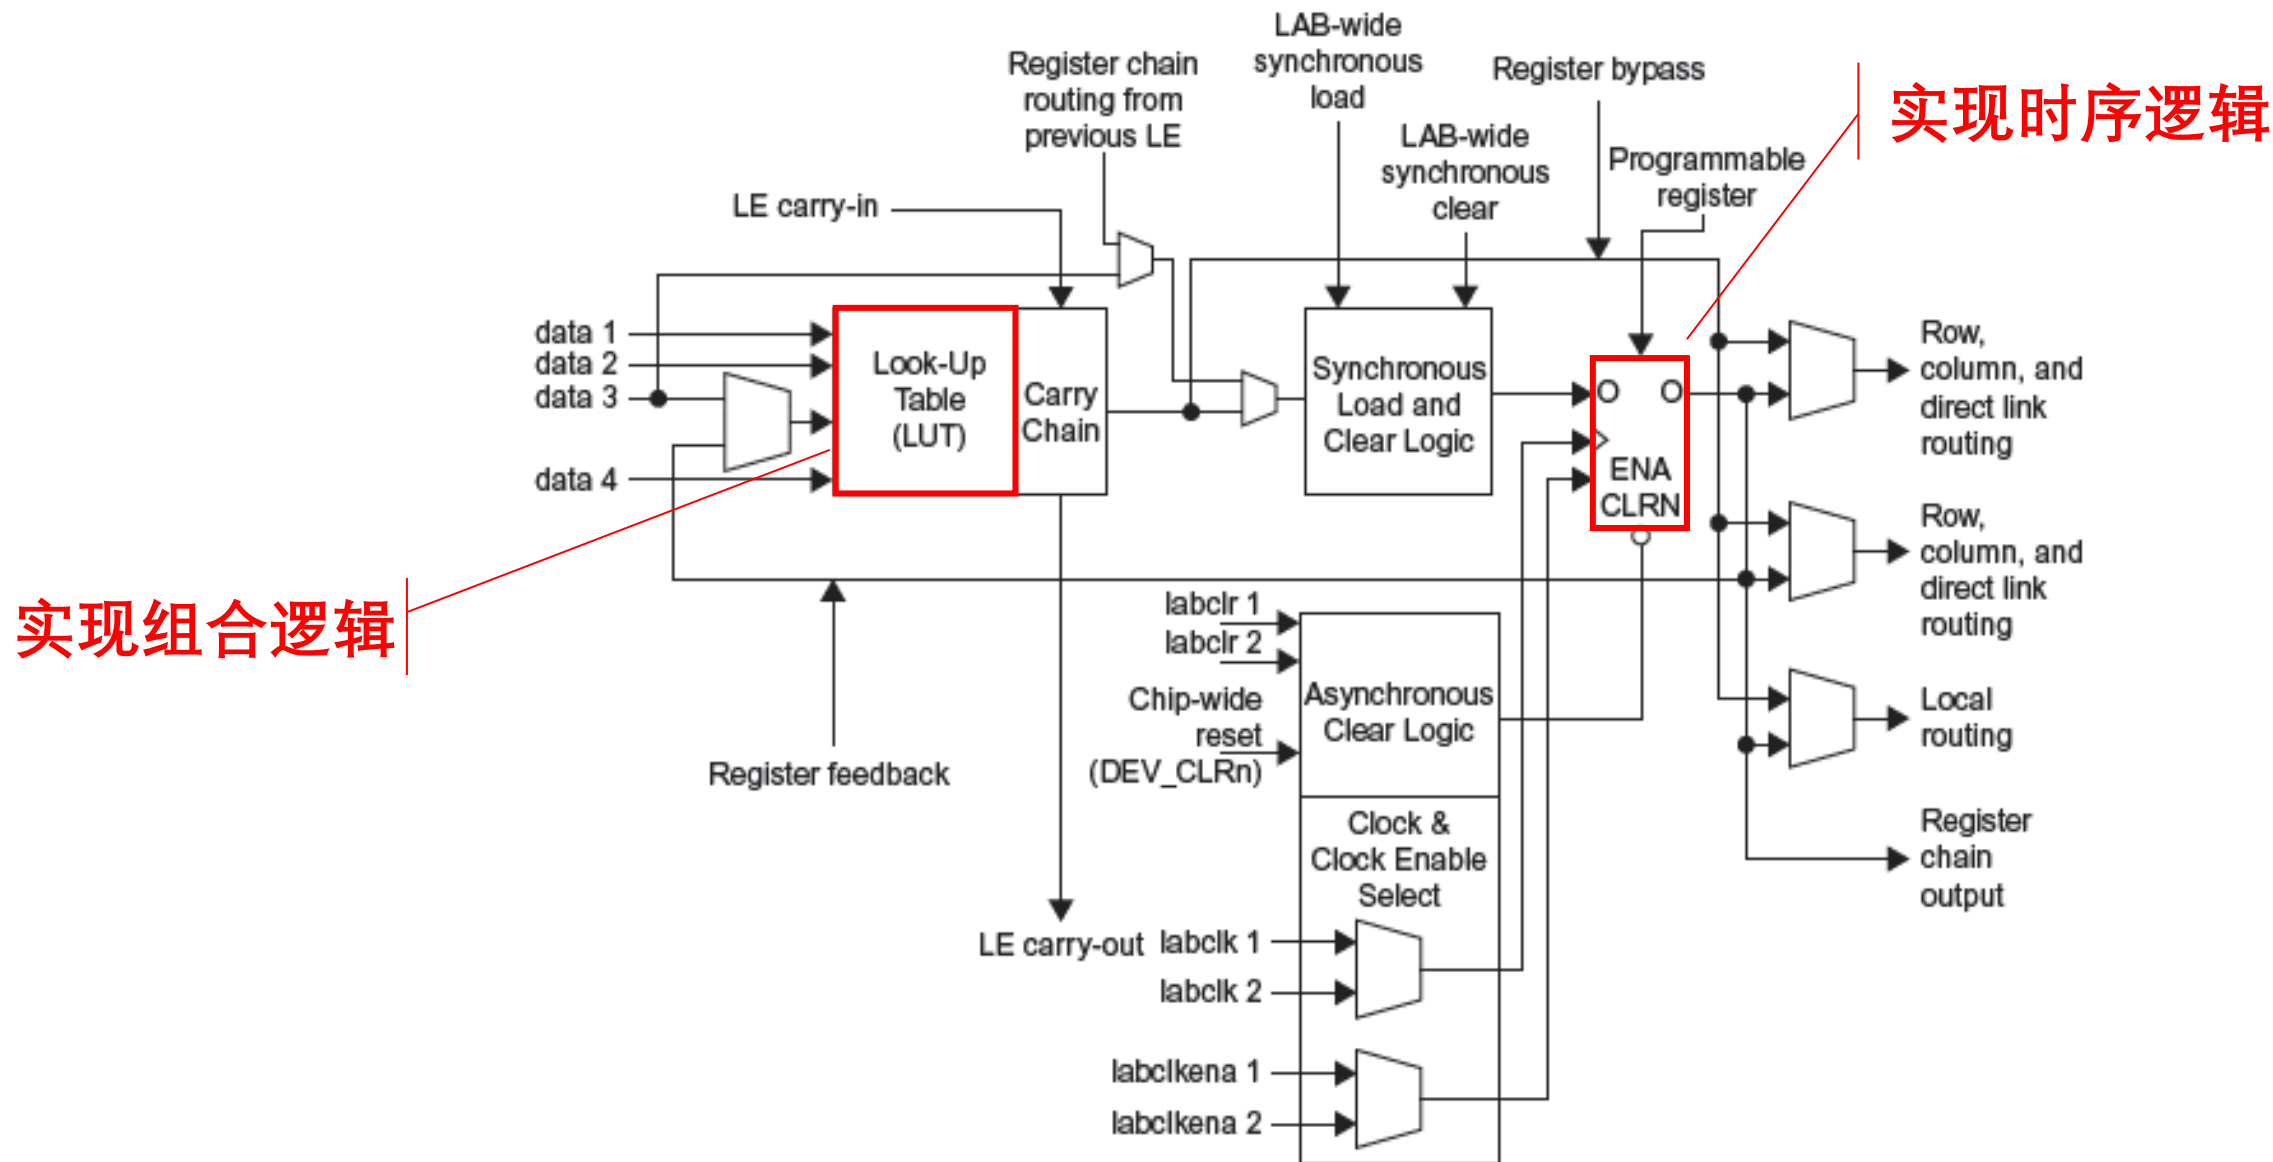 LAB-wide
synchronous
load
Register chain
routing from
previous LE
Register bypass
实现时序逻辑
LAB-wide
synchronous
clear
Programmable
register
LE carry-in
data 1
data 2
data 3
data 4
Look-Up
Table
(LUT)
Carry
Chain
Synchronous
Load and
Clear Logic
O O
ENA
CLRN
Row,
column, and
direct link
routing
Row,
column, and
direct link
routing
实现组合逻辑
labclr 1
labclr 2
Chip-wide
reset
(DEV_CLRn)
Asynchronous
Clear Logic
Local
routing
Register feedback
Clock &
Clock Enable
Select
Register
chain
output
LE carry-out
labclk 1
labclk 2
labclkena 1
labclkena 2